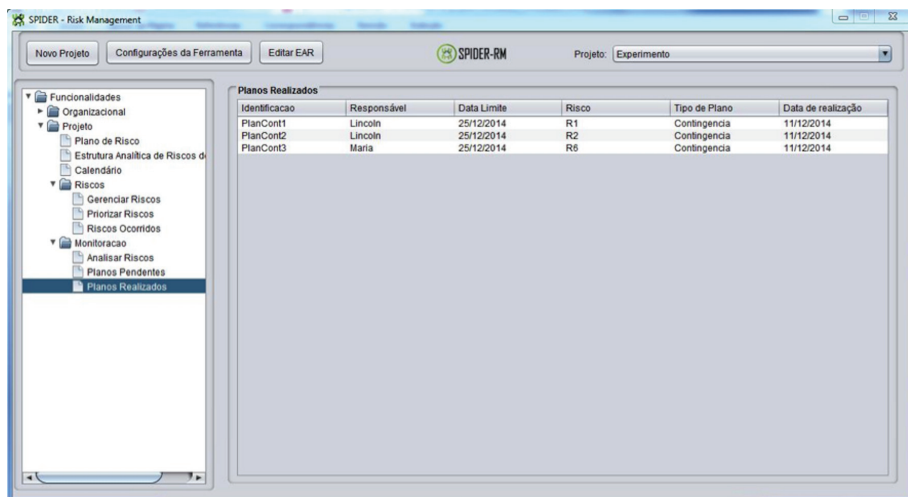 SPIDER - Risk Management
Novo Projeto Configurações da Ferramenta Editar EAR SPIDER-RM Projeto: Experimento
Funcionalidades
Organizacional
Projeto
Plano de Risco
Estrutura Analítica de Riscos d
Calendário
Riscos
Gerenciar Riscos
Priorizar Riscos
Riscos Ocorridos
Monitoracao
Analisar Riscos
Planos Pendentes
Planos Realizados
Planos Realizados
Identificacao Responsável Data Limite Risco Tipo de Plano Data de realização
PlanCont1 Lincoln 25/12/2014 R1 Contingencia 11/12/2014
PlanCont2 Lincoln 25/12/2014 R2 Contingencia 11/12/2014
PlanCont3 Maria 25/12/2014 R6 Contingencia 11/12/2014